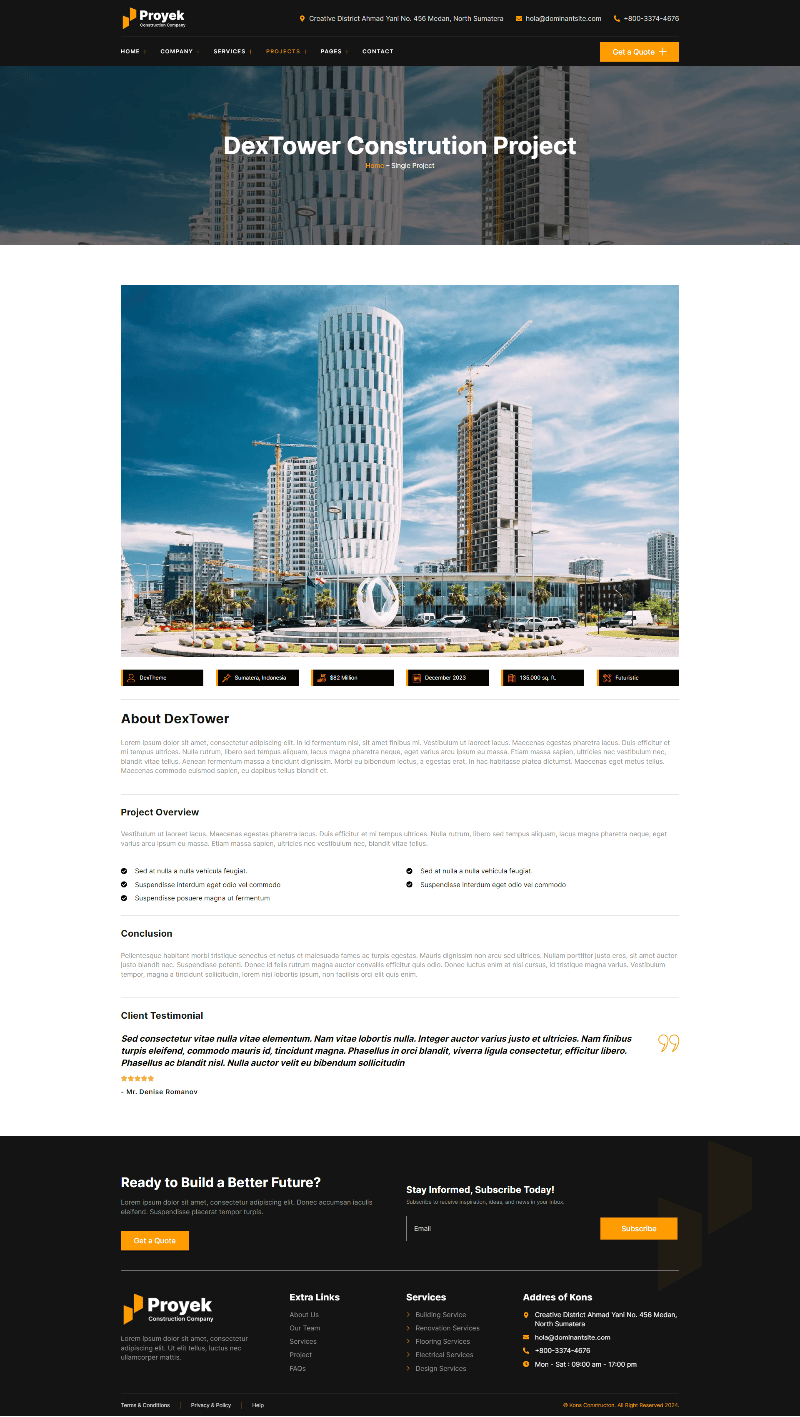 Proyek
Construction Company
Creative District Ahmad Yani No. 456 Medan, North Sumatera
hola@dominantsite.com
+800-3374-4676
HOME
COMPANY
SERVICES
PROJECTS
PAGES
CONTACT
Get a Quote
DexTower Constrution Project
Home – Single Project
DexTheme
Sumatera, Indonesia
$82 Million
December 2023
135,000 sq. ft.
Futuristic
About DexTower
Lorem ipsum dolor sit amet, consectetur adipiscing elit. In id fermentum nisi, sit amet finibus mi. Vestibulum ut laoreet lacus. Maecenas egestas pharetra lacus. Duis efficitur et
mi tempus ultrices. Nulla rutrum, libero sed tempus aliquam, lacus magna pharetra neque, eget varius arcu ipsum eu massa. Etiam massa sapien, ultricies nec vestibulum nec,
blandit vitae tellus. Aenean fermentum massa a tincidunt dignissim. Morbi eu bibendum lectus, a egestas erat. In hac habitasse platea dictumst. Maecenas eget metus tellus.
Maecenas commodo euismod sapien, eu dapibus tellus blandit et.
Project Overview
Vestibulum ut laoreet lacus. Maecenas egestas pharetra lacus. Duis efficitur et mi tempus ultrices. Nulla rutrum, libero sed tempus aliquam, lacus magna pharetra neque, eget
varius arcu ipsum eu massa. Etiam massa sapien, ultricies nec vestibulum nec, blandit vitae tellus.
Sed at nulla a nulla vehicula feugiat.
Suspendisse interdum eget odio vel commodo
Suspendisse posuere magna ut fermentum
Sed at nulla a nulla vehicula feugiat.
Suspendisse interdum eget odio vel commodo
Conclusion
Pellentesque habitant morbi tristique senectus et netus et malesuada fames ac turpis egestas. Mauris dignissim non arcu sed ultrices. Nullam porttitor justo eros, sit amet auctor
justo blandit nec. Suspendisse potenti. Donec id felis rutrum magna auctor convallis efficitur quis odio. Donec luctus enim at nisi cursus, id tristique magna varius. Vestibulum
tempor, magna a tincidunt sollicitudin, lorem nisi lobortis ipsum, non facilisis orci elit quis enim.
Client Testimonial
Sed consectetur vitae nulla vitae elementum. Nam vitae lobortis nulla. Integer auctor varius justo et ultricies. Nam finibus
turpis eleifend, commodo mauris id, tincidunt magna. Phasellus in orci blandit, viverra ligula consectetur, efficitur libero.
Phasellus ac blandit nisl. Nulla auctor velit eu bibendum sollicitudin
- Mr. Denise Romanov
Ready to Build a Better Future?
Lorem ipsum dolor sit amet, consectetur adipiscing elit. Donec accumsan iaculis
eleifend. Suspendisse placerat tempor turpis.
Get a Quote
Stay Informed, Subscribe Today!
Subscribe to receive inspiration, ideas, and news in your inbox.
Email
Subscribe
Proyek
Construction Company
Lorem ipsum dolor sit amet, consectetur
adipiscing elit. Ut elit tellus, luctus nec
ullamcorper mattis.
Extra Links
About Us
Our Team
Services
Project
FAQs
Services
Building Service
Renovation Services
Flooring Services
Electrical Services
Design Services
Addres of Kons
Creative District Ahmad Yani No. 456 Medan,
North Sumatera
hola@dominantsite.com
+800-3374-4676
Mon - Sat : 09:00 am - 17:00 pm
Terms & Conditions
Privacy & Policy
Help
© Kons Constructon. All Right Reserved 2024.